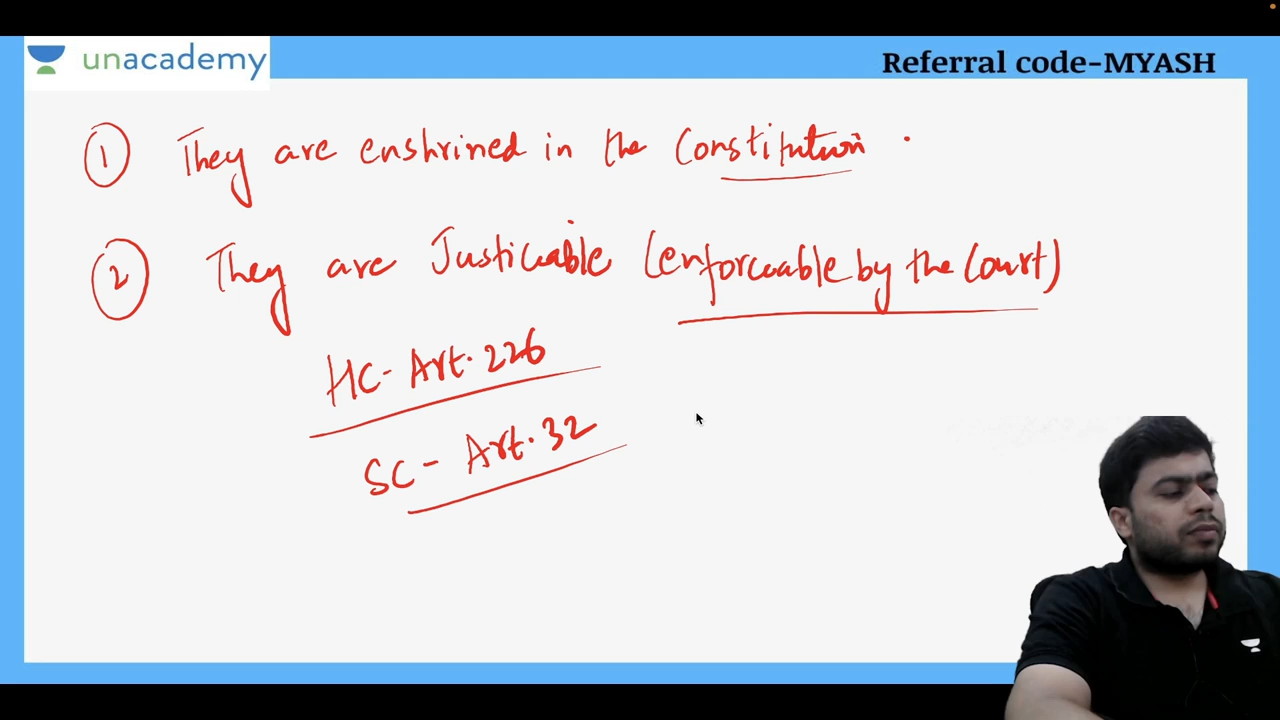 unacademy
Referral code-MYASH
1 They are enshrined in the Constitution.
2 They are Justiciable (enforceable by the Court)
HC- Art. 226
SC- Art. 32